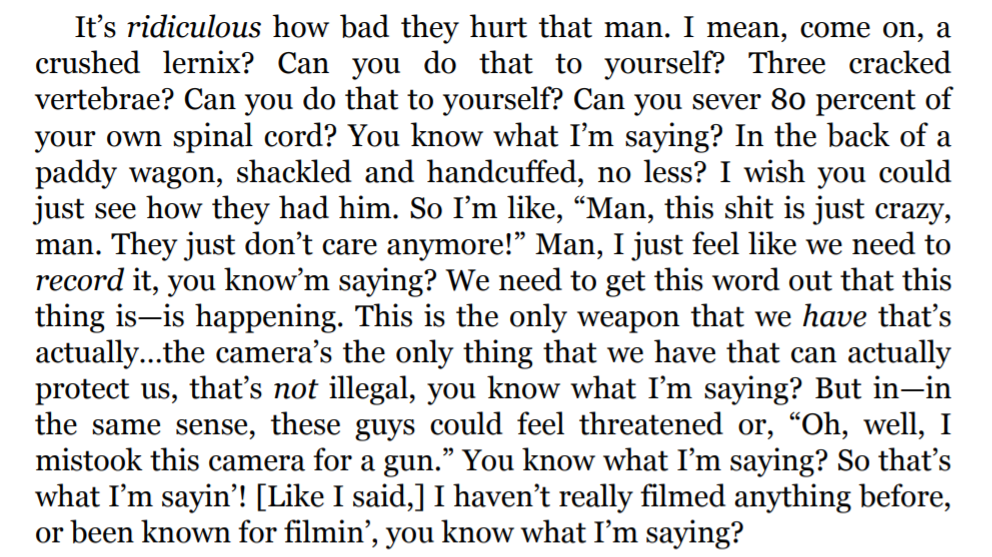 It’s ridiculous how bad they hurt that man. I mean, come on, a
crushed lernix? Can you do that to yourself? Three cracked
vertebrae? Can you do that to yourself? Can you sever 80 percent of
your own spinal cord? You know what I’m saying? In the back of a
paddy wagon, shackled and handcuffed, no less? I wish you could
just see how they had him. So I’m like, “Man, this shit is just crazy,
man. They just don’t care anymore!” Man, I just feel like we need to
record it, you know’m saying? We need to get this word out that this
thing is—is happening. This is the only weapon that we have that’s
actually...the camera’s the only thing that we have that can actually
protect us, that’s not illegal, you know what I’m saying? But in—in
the same sense, these guys could feel threatened or, “Oh, well, I
mistook this camera for a gun.” You know what I’m saying? So that’s
what I’m sayin’! [Like I said,] I haven’t really filmed anything before,
or been known for filmin’, you know what I’m saying?